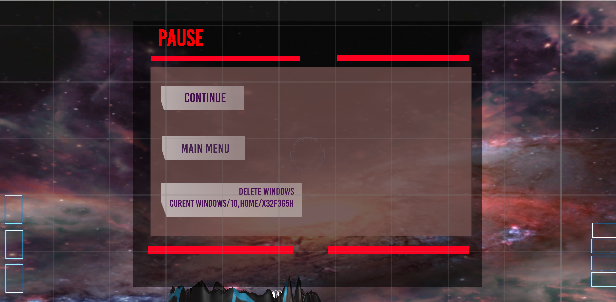 PAUSE
CONTINUE
MAIN MENU
DELETE WINDOWS
CURENT WINDOWS/10,HOME/X32F365H